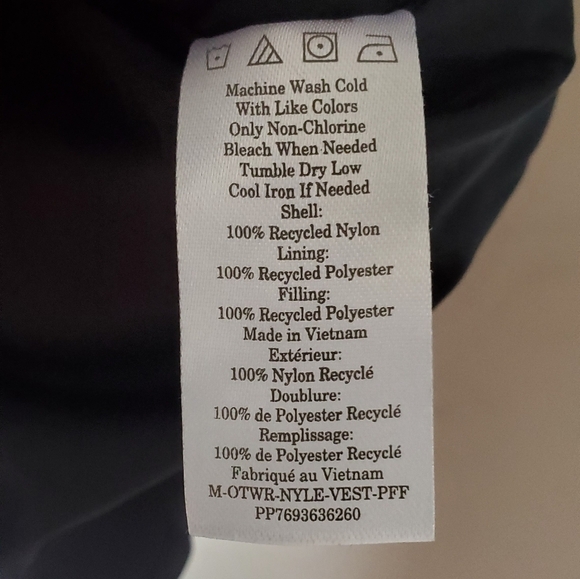 Machine Wash Cold
With Like Colors
Only Non-Chlorine
Bleach When Needed
Tumble Dry Low
Cool Iron If Needed
Shell:
100% Recycled Nylon
Lining:
100% Recycled Polyester
Filling:
100% Recycled Polyester
Made in Vietnam
Extérieur:
100% Nylon Recyclé
Doublure:
100% de Polyester Recyclé
Remplissage:
100% de Polyester Recyclé
Fabriqué au Vietnam
M-OTWR-NYLE-VEST-PFF
PP7693636260